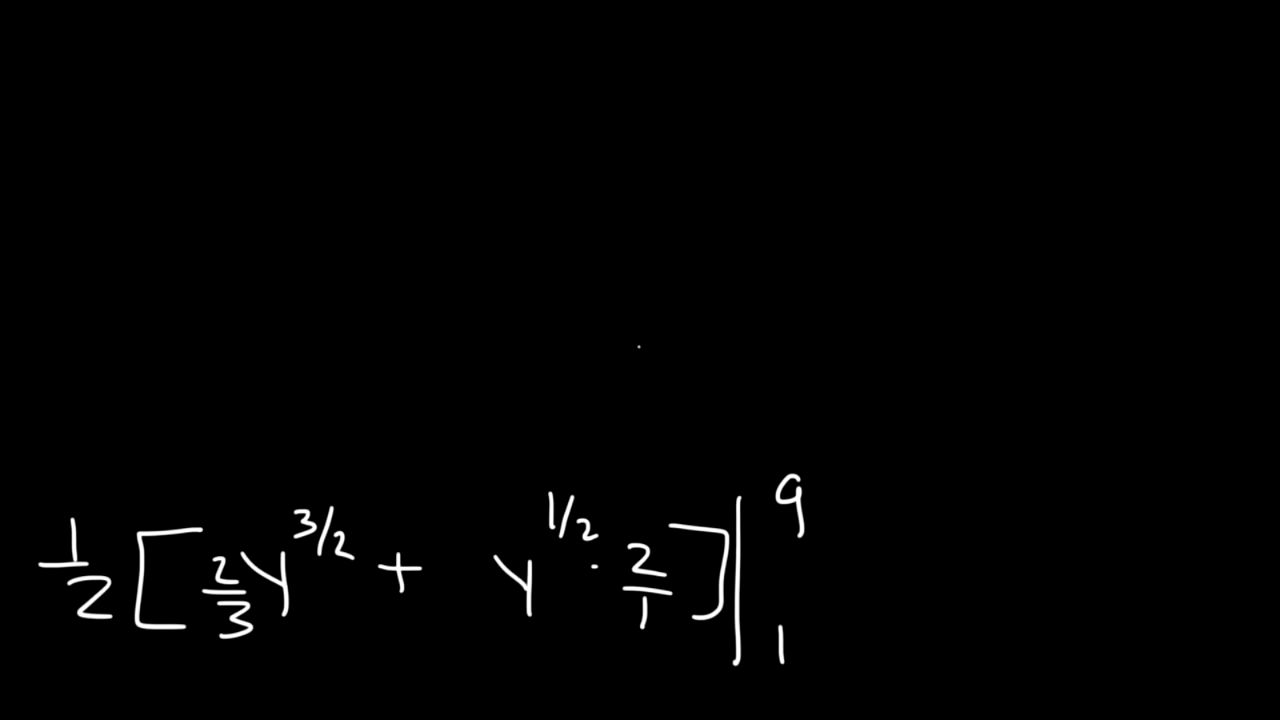 1/2 [2/3 y^{3/2} + y^{1/2} · 2/1] |_1^9